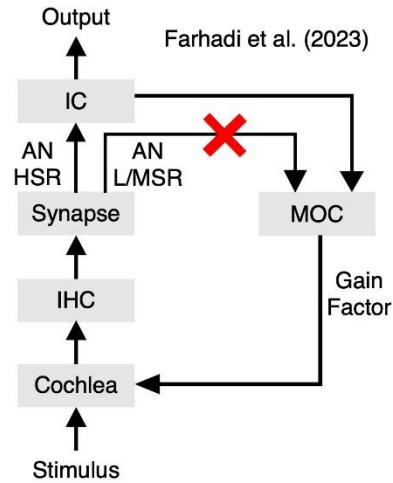 Output
Farhadi et al. (2023)
IC
AN
HSR
AN
L/MSR
Synapse
MOC
IHC
Gain
Factor
Cochlea
Stimulus